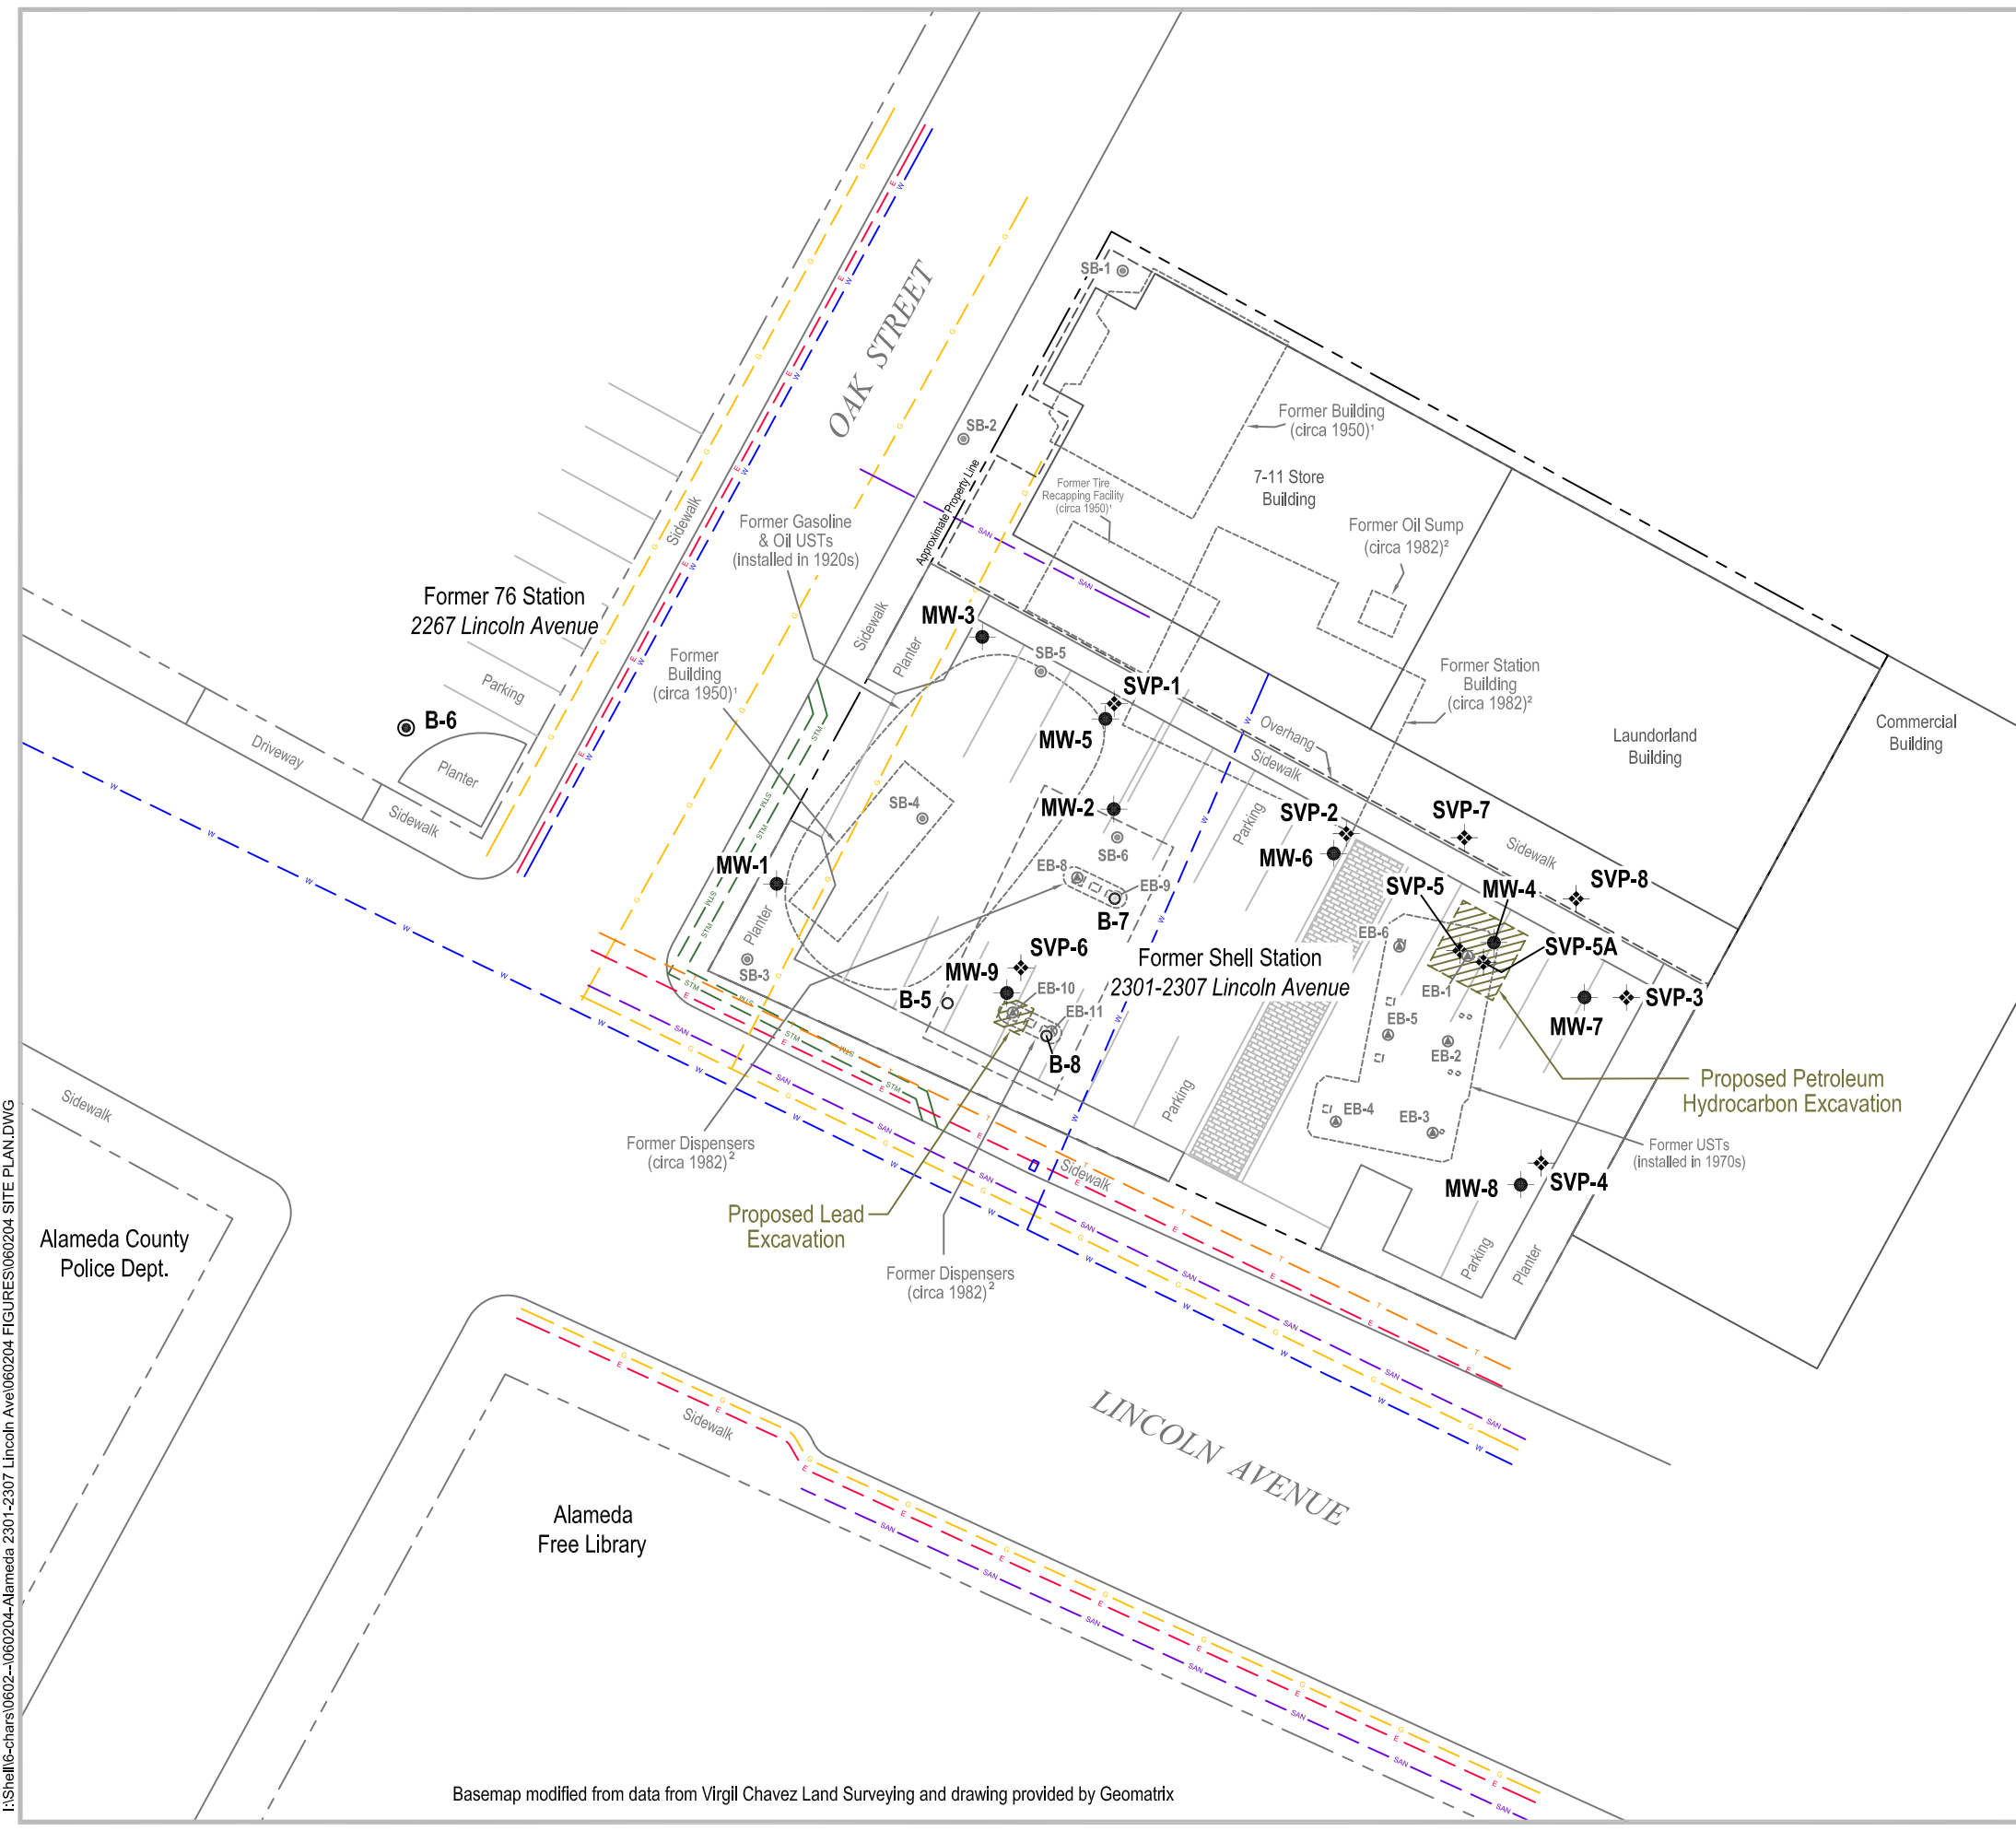 OAK STREET
SB-1
SB-2
Former Building
(circa 1950)¹
7-11 Store
Building
Former Tire
Recapping Facility
(circa 1950)¹
Former Oil Sump
(circa 1982)²
Former Gasoline
& Oil USTs
(installed in 1920s)
Approximate Property Line
Sidewalk
Former 76 Station
2267 Lincoln Avenue
Parking
B-6
Planter
Driveway
Sidewalk
Former
Building
(circa 1950)¹
Sidewalk
Planter
MW-3
SB-5
SVP-1
MW-5
Former Station
Building
(circa 1982)²
Overhang
Sidewalk
Laundorland
Building
Commercial
Building
SB-4
MW-2
SB-6
Parking
SVP-2
MW-6
SVP-7
Sidewalk
SVP-8
MW-1
EB-8
EB-9
B-7
SVP-5
MW-4
SVP-5A
EB-6
Planter
SB-3
SVP-6
MW-9
B-5
EB-10
EB-11
B-8
Former Shell Station
2301-2307 Lincoln Avenue
EB-1
EB-5
EB-2
SVP-3
MW-7
EB-4
EB-3
Parking
Proposed Petroleum
Hydrocarbon Excavation
Former USTs
(installed in 1970s)
SVP-4
MW-8
Former Dispensers
(circa 1982)²
Sidewalk
Proposed Lead
Excavation
Former Dispensers
(circa 1982)²
Parking
Planter
Sidewalk
Alameda County
Police Dept.
Sidewalk
LINCOLN AVENUE
Alameda
Free Library
G
E
W
SAN
STM
T
Basemap modified from data from Virgil Chavez Land Surveying and drawing provided by Geomatrix
I:\Shell\6-chars\0602--\060204-Alameda 2301-2307 Lincoln Ave\060204 FIGURES\060204 SITE PLAN.DWG